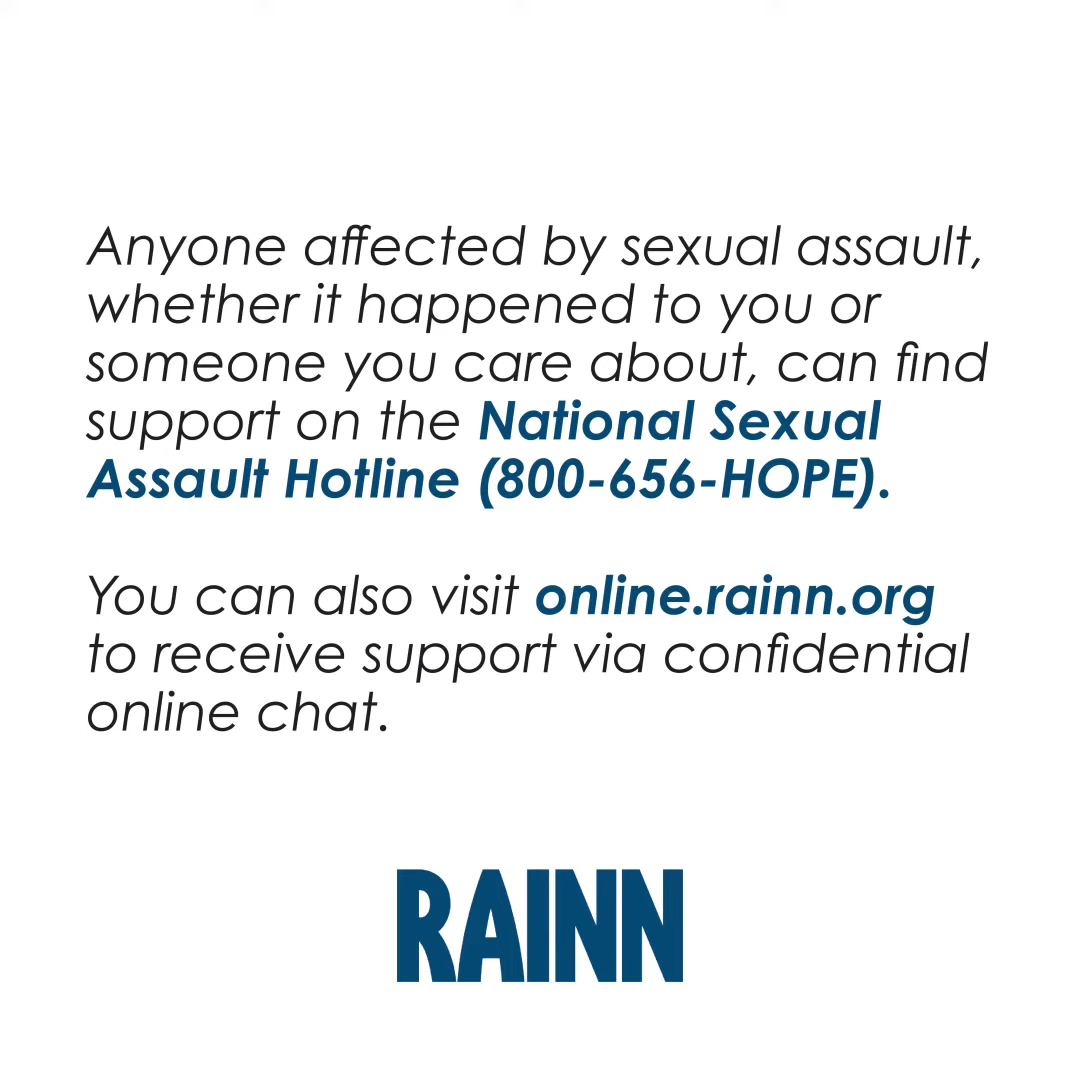 Anyone affected by sexual assault,
whether it happened to you or
someone you care about, can find
support on the National Sexual
Assault Hotline (800-656-HOPE).
You can also visit online.rainn.org
to receive support via confidential
online chat.
RAINN